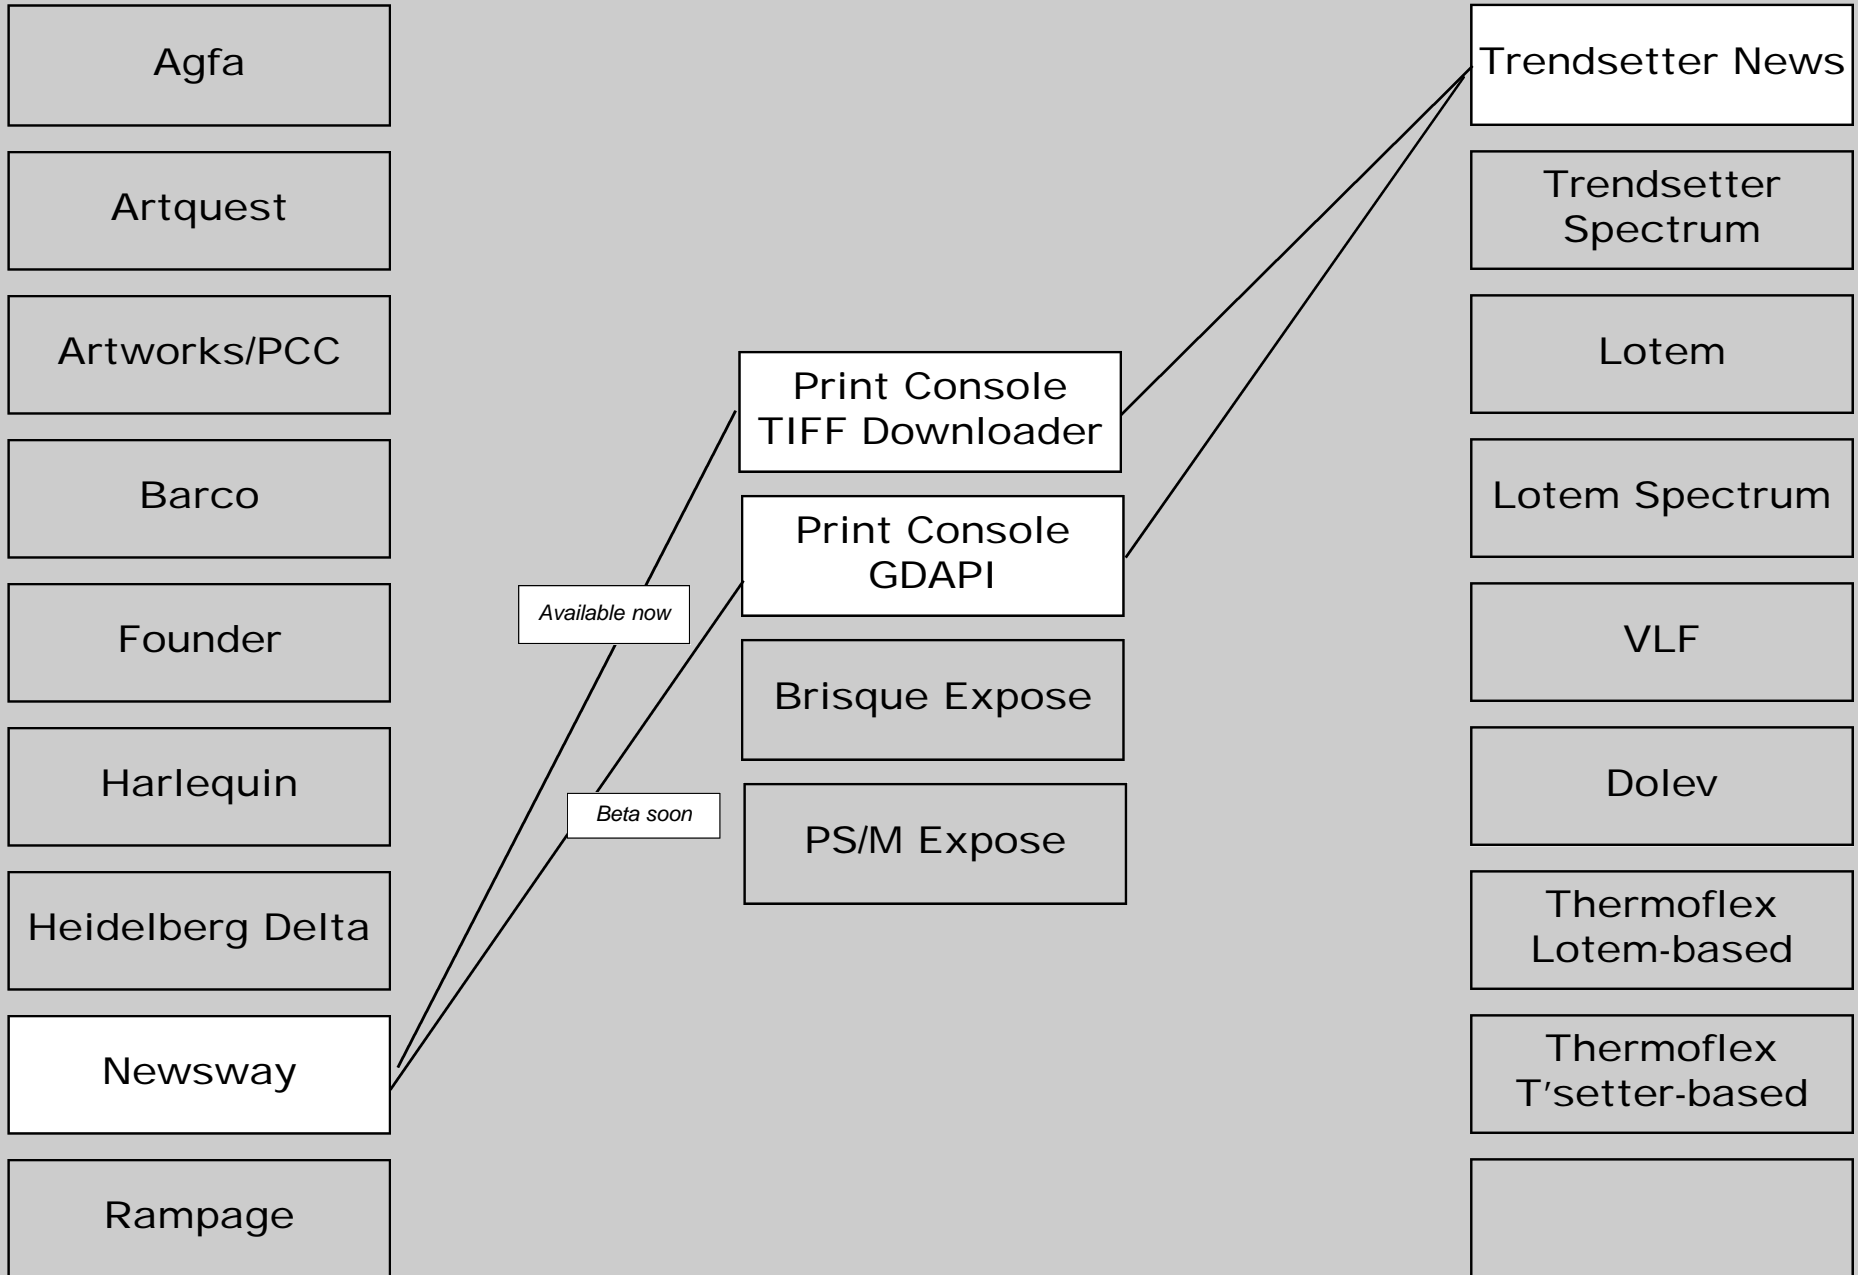 Agfa
Artquest
Artworks/PCC
Barco
Founder
Harlequin
Heidelberg Delta
Newsway
Rampage
Available now
Beta soon
Print Console
TIFF Downloader
Print Console
GDAPI
Brisque Expose
PS/M Expose
Trendsetter News
Trendsetter
Spectrum
Lotem
Lotem Spectrum
VLF
Dolev
Thermoflex
Lotem-based
Thermoflex
T'setter-based